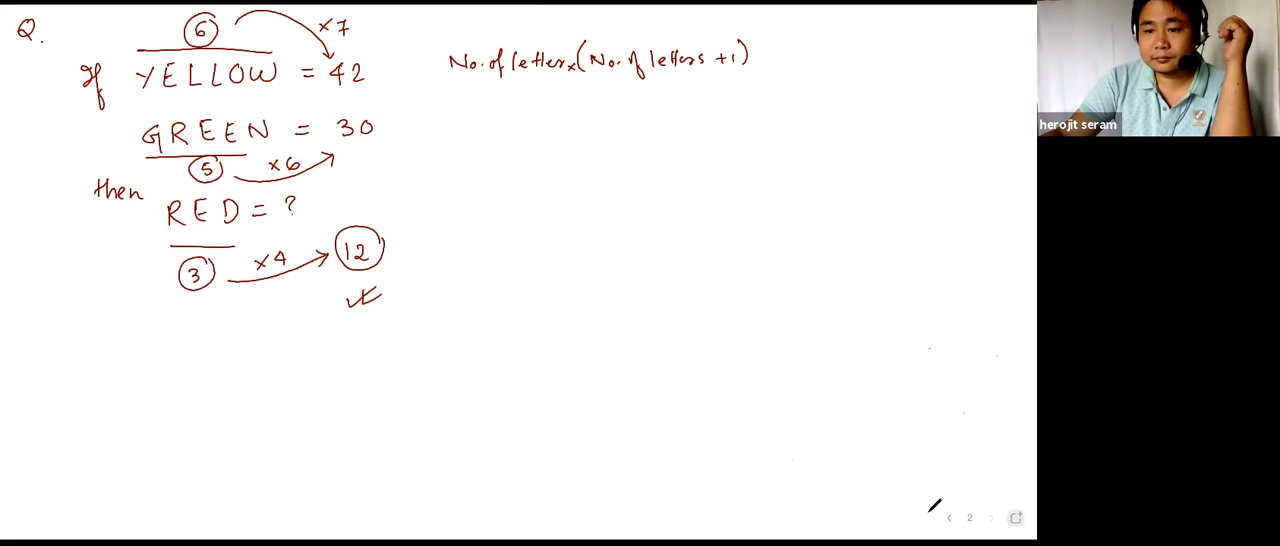 Q.
6 ×7
If YELLOW = 42
No. of letter × (No. of letters + 1)
GREEN = 30
5 ×6
then
RED = ?
3 ×4 12
herojit seram
2